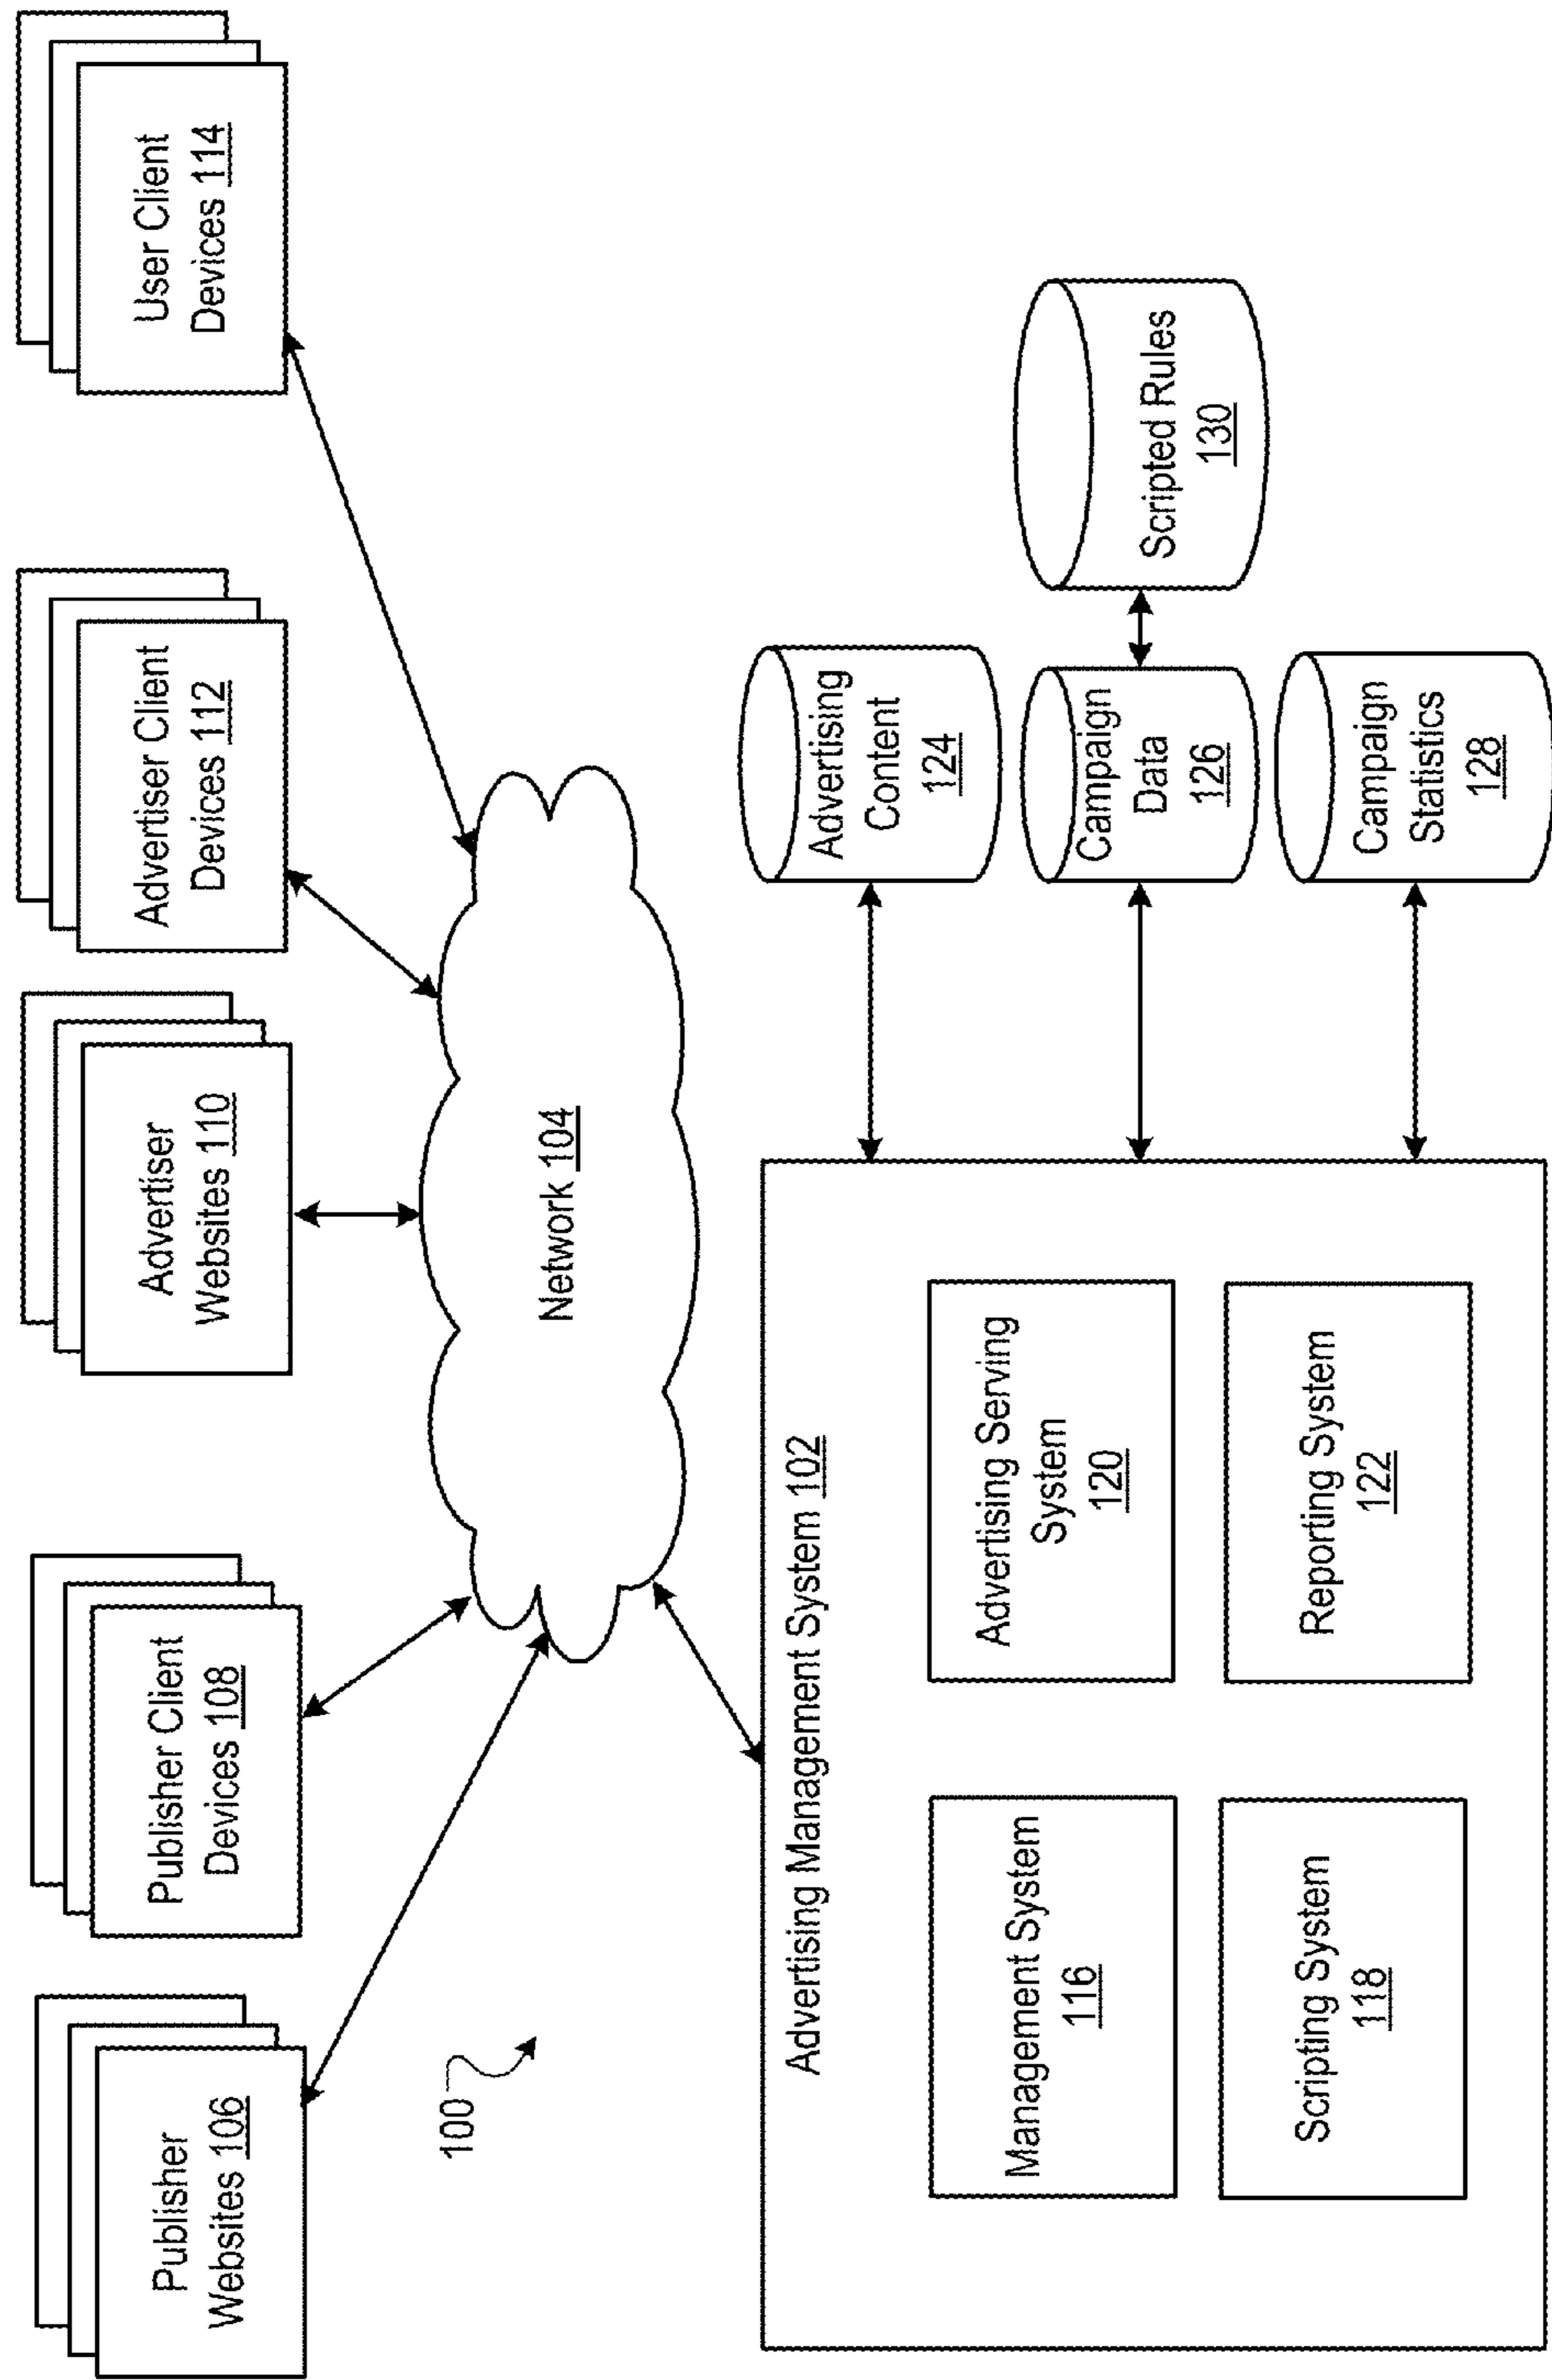 Publisher
Websites 106
Publisher Client
Devices 108
Advertiser
Websites 110
Advertiser Client
Devices 112
User Client
Devices 114
100
Network 104
Advertising Management System 102
Management System
116
Advertising Serving
System
120
Scripting System
118
Reporting System
122
Advertising
Content
124
Campaign
Data
126
Scripted Rules
130
Campaign
Statistics
128